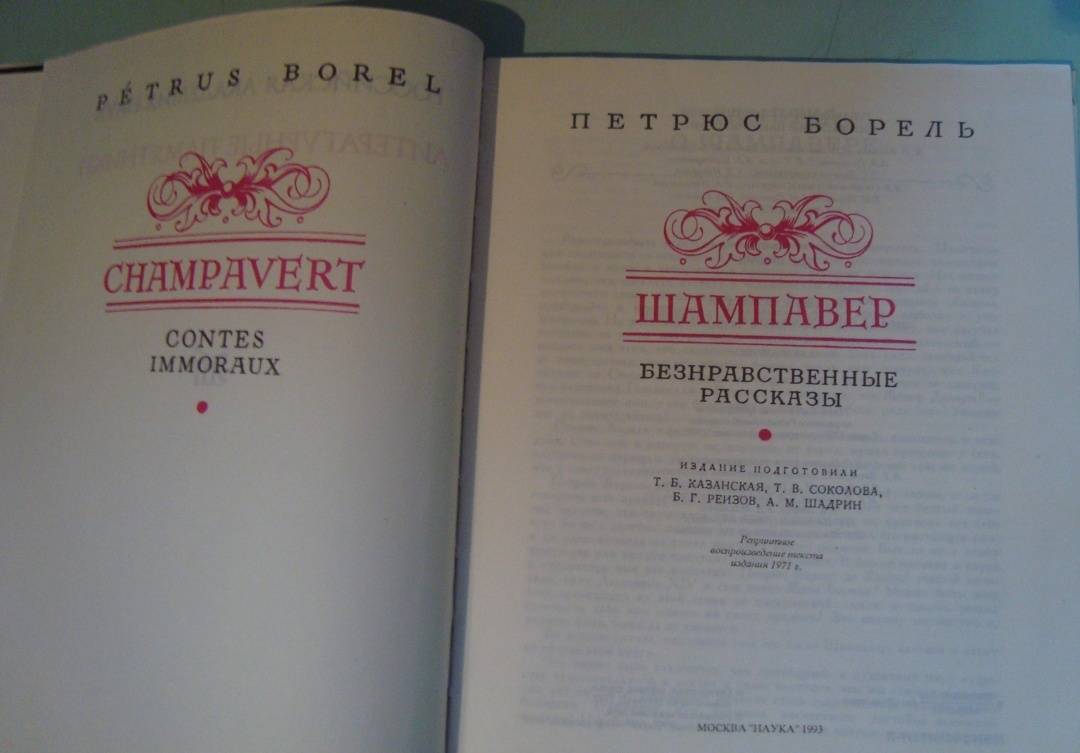 PÉTRUS BOREL
CHAMPAVERT
CONTES
IMMORAUX
ПЕТРЮС БОРЕЛЬ
ШАМПАВЕР
БЕЗНРАВСТВЕННЫЕ
РАССКАЗЫ
ИЗДАНИЕ ПОДГОТОВИЛИ
Т. Б. КАЗАНСКАЯ, Т. В. СОКОЛОВА,
Б. Г. РЕИЗОВ, А. М. ШАДРИН
Репринтное
воспроизведение текста
издания 1971 г.
МОСКВА "НАУКА" 1993